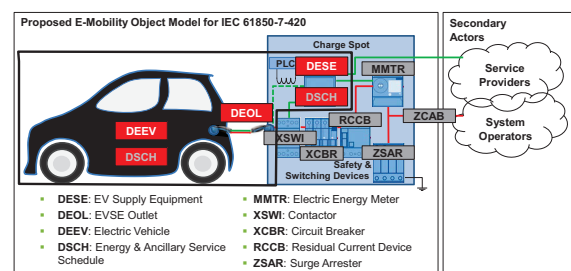 Proposed E-Mobility Object Model for IEC 61850-7-420
Secondary
Actors
Charge Spot
PLC
DESE
MMTR
Service
Providers
DSCH
DEOL
RCCB
ZCAB
System
Operators
DEEV
XSWI
DSCH
XCBR
ZSAR
Safety &
Switching Devices
DESE: EV Supply Equipment
DEOL: EVSE Outlet
DEEV: Electric Vehicle
DSCH: Energy & Ancillary Service
Schedule
MMTR: Electric Energy Meter
XSWI: Contactor
XCBR: Circuit Breaker
RCCB: Residual Current Device
ZSAR: Surge Arrester